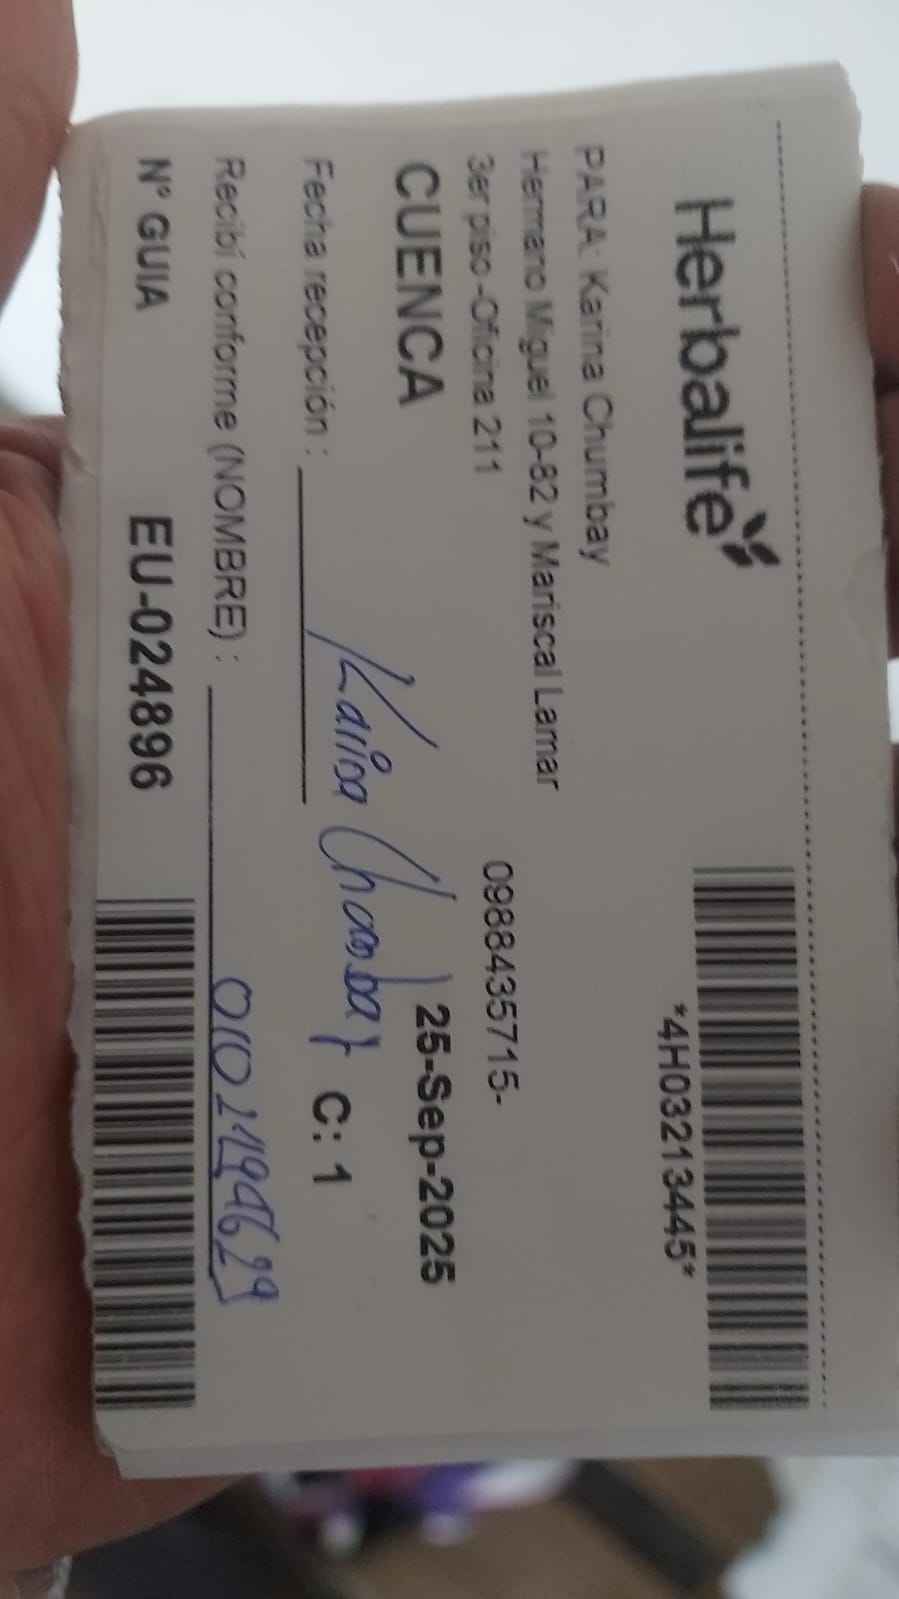 Herbalife
*4H03213445*
PARA: Karina Chumbay
Hermano Miguel 10-82 y Mariscal Lamar
3er piso -Oficina 211
0988435715-
CUENCA
25-Sep-2025
Fecha recepción :
Karina Chumbay
C: 1
Recibí conforme (NOMBRE) :
Nº GUIA
EU-024896